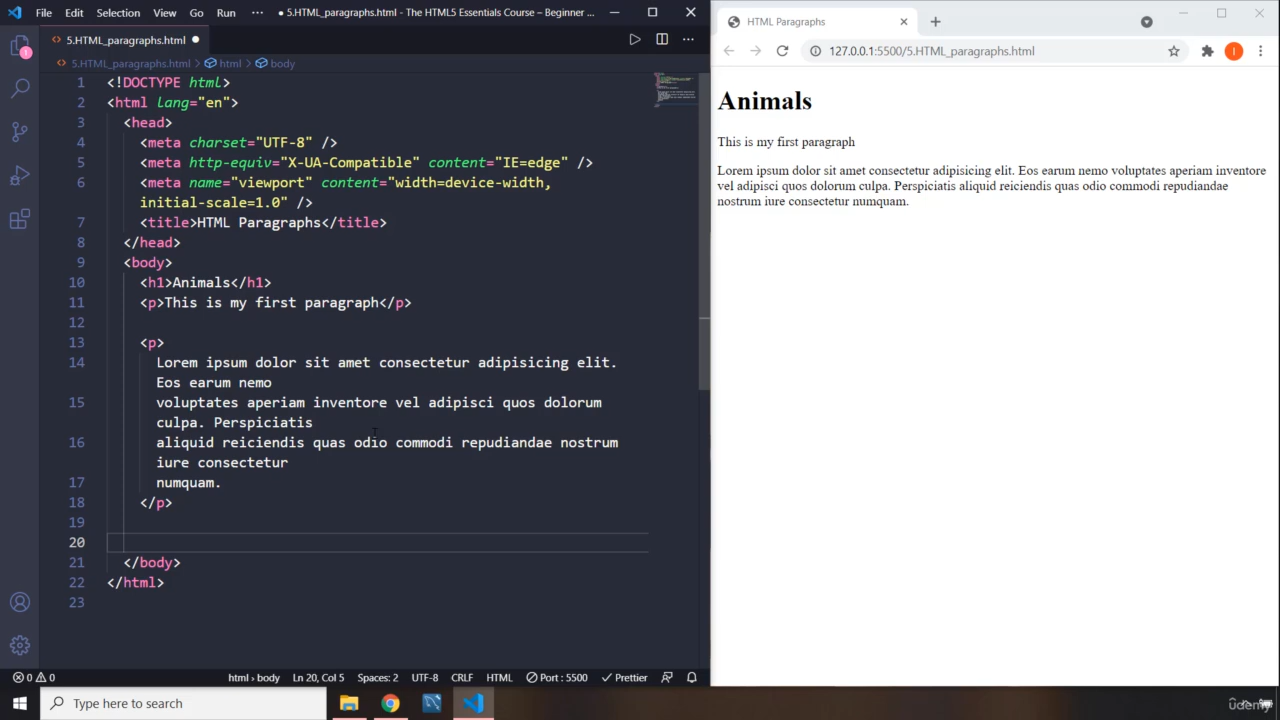 File Edit Selection View Go Run ··· ● 5.HTML_paragraphs.html - The HTML5 Essentials Course – Beginner ...
5.HTML_paragraphs.html ●
5.HTML_paragraphs.html › html › body
1 <!DOCTYPE html>
2 <html lang="en">
3 <head>
4 <meta charset="UTF-8" />
5 <meta http-equiv="X-UA-Compatible" content="IE=edge" />
6 <meta name="viewport" content="width=device-width,
initial-scale=1.0" />
7 <title>HTML Paragraphs</title>
8 </head>
9 <body>
10 <h1>Animals</h1>
11 <p>This is my first paragraph</p>
12
13 <p>
14 Lorem ipsum dolor sit amet consectetur adipisicing elit.
Eos earum nemo
15 voluptates aperiam inventore vel adipisci quos dolorum
culpa. Perspiciatis
16 aliquid reiciendis quas odio commodi repudiandae nostrum
iure consectetur
17 numquam.
18 </p>
19
20
21 </body>
22 </html>
23
1
0 0 html › body Ln 20, Col 5 Spaces: 2 UTF-8 CRLF HTML Port : 5500 Prettier
HTML Paragraphs
127.0.0.1:5500/5.HTML_paragraphs.html
I
Animals
This is my first paragraph
Lorem ipsum dolor sit amet consectetur adipisicing elit. Eos earum nemo voluptates aperiam inventore
vel adipisci quos dolorum culpa. Perspiciatis aliquid reiciendis quas odio commodi repudiandae
nostrum iure consectetur numquam.
Type here to search
udemy